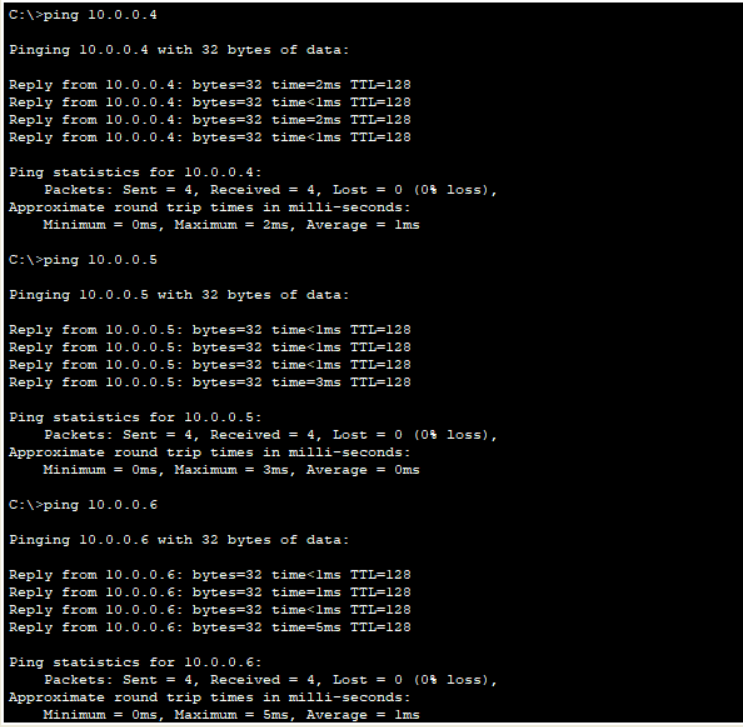 C:\>ping 10.0.0.4
Pinging 10.0.0.4 with 32 bytes of data:
Reply from 10.0.0.4: bytes=32 time=2ms TTL=128
Reply from 10.0.0.4: bytes=32 time<1ms TTL=128
Reply from 10.0.0.4: bytes=32 time=2ms TTL=128
Reply from 10.0.0.4: bytes=32 time<1ms TTL=128
Ping statistics for 10.0.0.4:
    Packets: Sent = 4, Received = 4, Lost = 0 (0% loss),
Approximate round trip times in milli-seconds:
    Minimum = 0ms, Maximum = 2ms, Average = 1ms
C:\>ping 10.0.0.5
Pinging 10.0.0.5 with 32 bytes of data:
Reply from 10.0.0.5: bytes=32 time<1ms TTL=128
Reply from 10.0.0.5: bytes=32 time<1ms TTL=128
Reply from 10.0.0.5: bytes=32 time<1ms TTL=128
Reply from 10.0.0.5: bytes=32 time=3ms TTL=128
Ping statistics for 10.0.0.5:
    Packets: Sent = 4, Received = 4, Lost = 0 (0% loss),
Approximate round trip times in milli-seconds:
    Minimum = 0ms, Maximum = 3ms, Average = 0ms
C:\>ping 10.0.0.6
Pinging 10.0.0.6 with 32 bytes of data:
Reply from 10.0.0.6: bytes=32 time<1ms TTL=128
Reply from 10.0.0.6: bytes=32 time=1ms TTL=128
Reply from 10.0.0.6: bytes=32 time<1ms TTL=128
Reply from 10.0.0.6: bytes=32 time=5ms TTL=128
Ping statistics for 10.0.0.6:
    Packets: Sent = 4, Received = 4, Lost = 0 (0% loss),
Approximate round trip times in milli-seconds:
    Minimum = 0ms, Maximum = 5ms, Average = 1ms